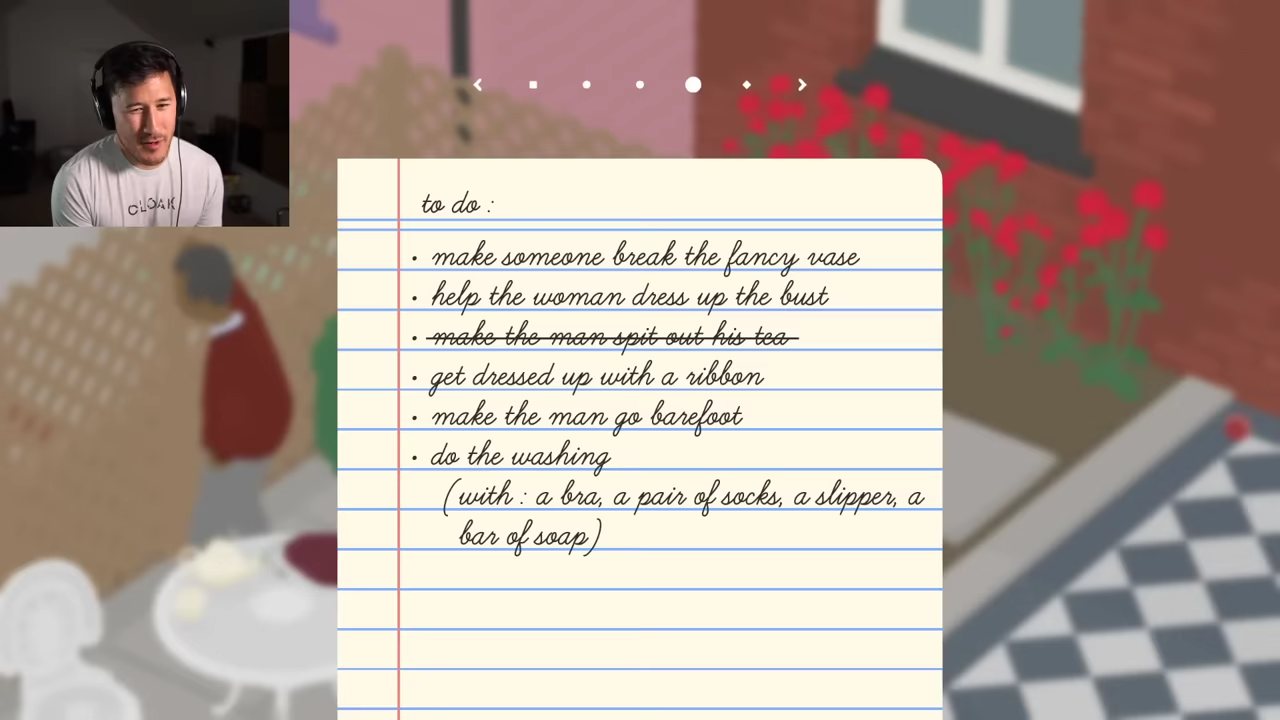 CLOAK
to do :
• make someone break the fancy vase
• help the woman dress up the bust
• make the man spit out his tea
• get dressed up with a ribbon
• make the man go barefoot
• do the washing
(with : a bra, a pair of socks, a slipper, a
bar of soap)